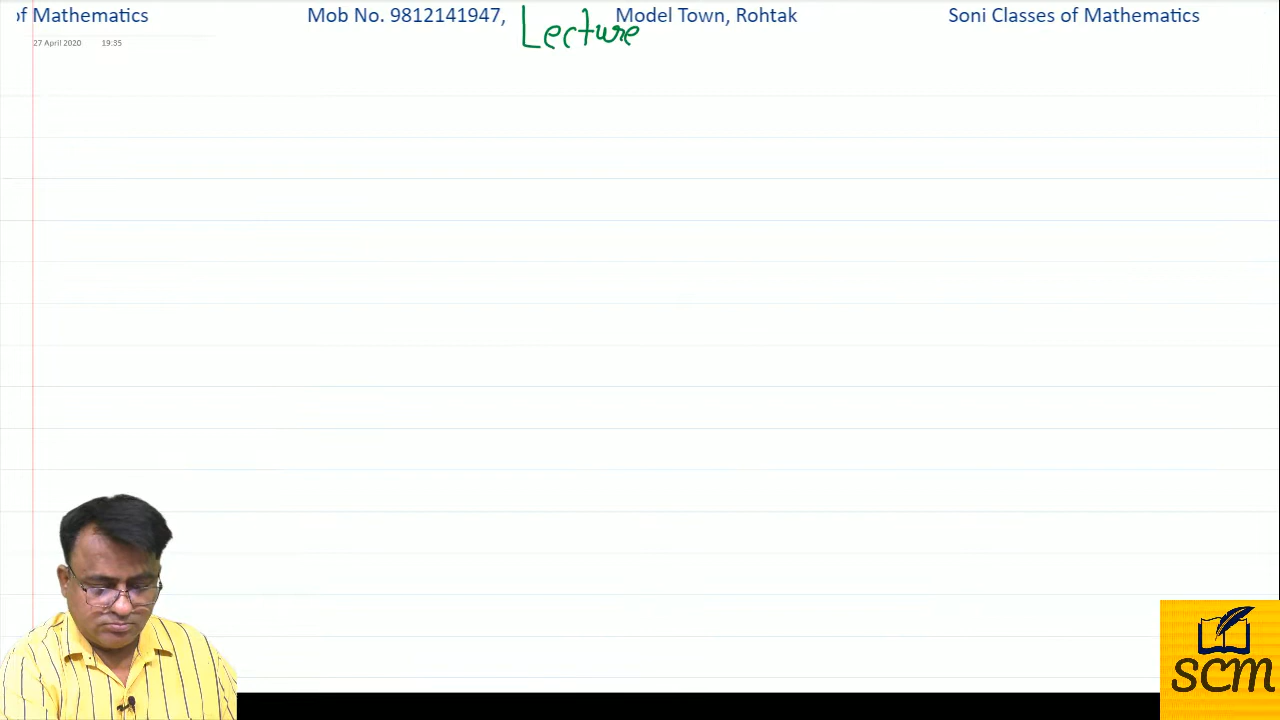 of Mathematics Mob No. 9812141947, Lecture Model Town, Rohtak Soni Classes of Mathematics
27 April 2020 19:35
SCM